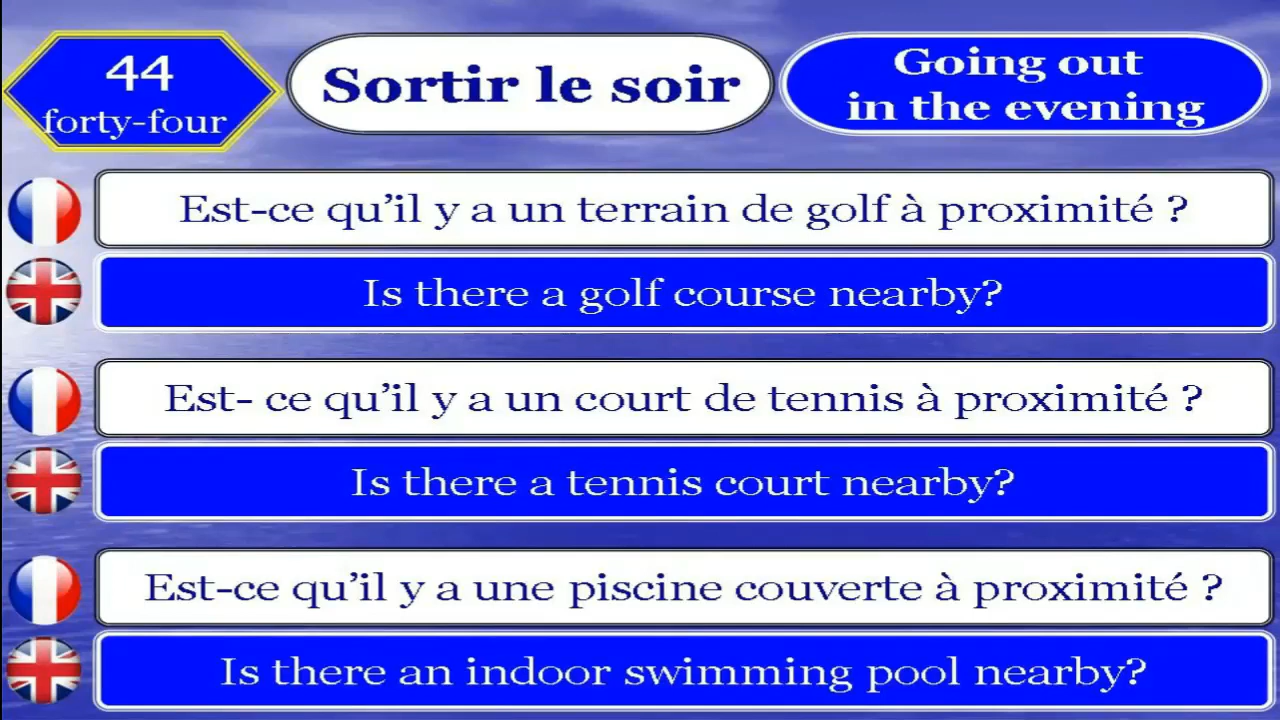 44
forty-four
Sortir le soir
Going out
in the evening
Est-ce qu’il y a un terrain de golf à proximité ?
Is there a golf course nearby?
Est- ce qu’il y a un court de tennis à proximité ?
Is there a tennis court nearby?
Est-ce qu’il y a une piscine couverte à proximité ?
Is there an indoor swimming pool nearby?